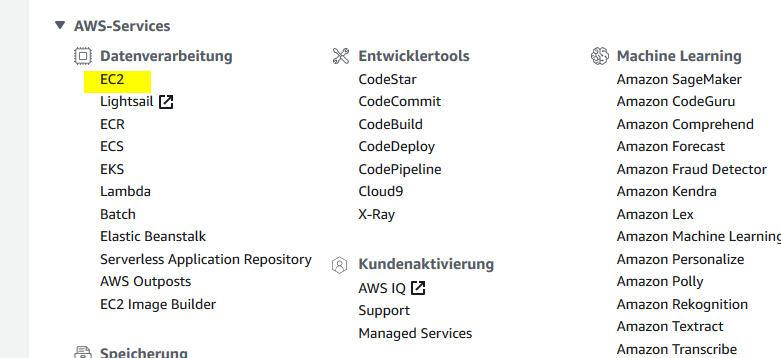 AWS-Services
Datenverarbeitung
EC2
Lightsail
ECR
ECS
EKS
Lambda
Batch
Elastic Beanstalk
Serverless Application Repository
AWS Outposts
EC2 Image Builder
Speicherung
Entwicklertools
CodeStar
CodeCommit
CodeBuild
CodeDeploy
CodePipeline
Cloud9
X-Ray
Kundenaktivierung
AWS IQ
Support
Managed Services
Machine Learning
Amazon SageMaker
Amazon CodeGuru
Amazon Comprehend
Amazon Forecast
Amazon Fraud Detector
Amazon Kendra
Amazon Lex
Amazon Machine Learning
Amazon Personalize
Amazon Polly
Amazon Rekognition
Amazon Textract
Amazon Transcribe